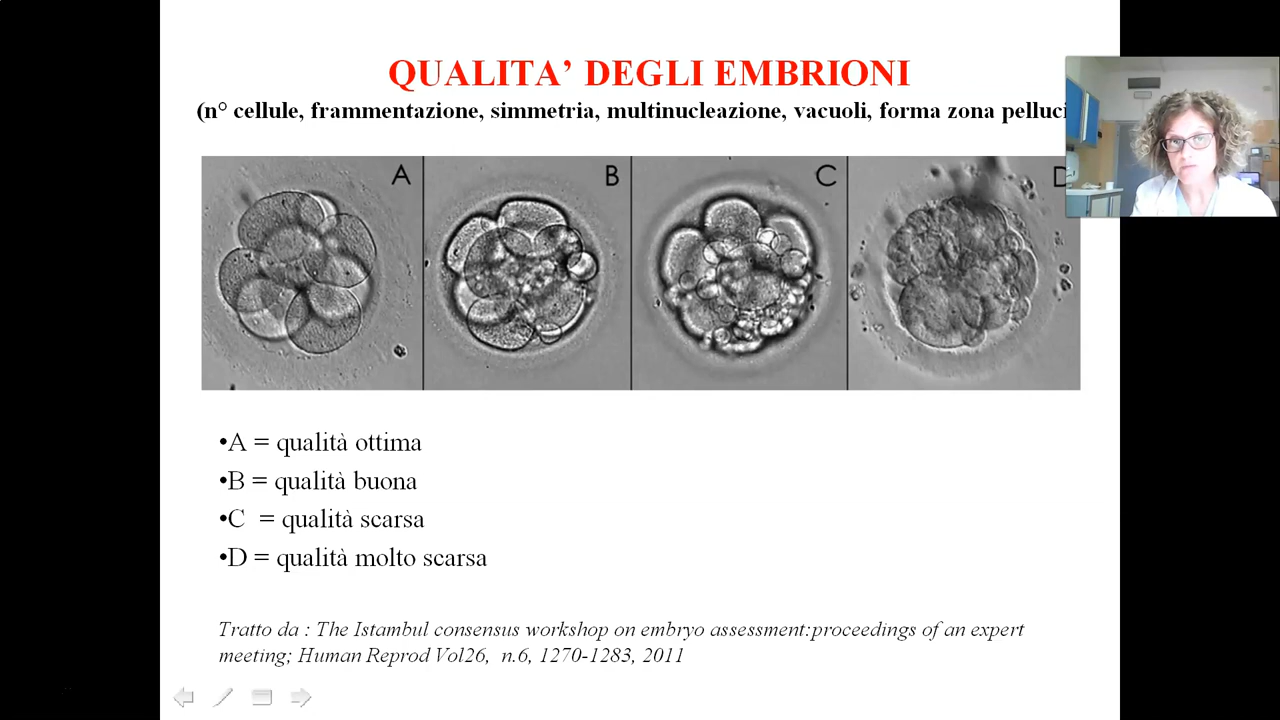 QUALITA’ DEGLI EMBRIONI
(n° cellule, frammentazione, simmetria, multinucleazione, vacuoli, forma zona
A B C D
•A = qualità ottima
•B = qualità buona
•C = qualità scarsa
•D = qualità molto scarsa
Tratto da : The Istambul consensus workshop on embryo assessment:proceedings of an expert
meeting; Human Reprod Vol26, n.6, 1270-1283, 2011